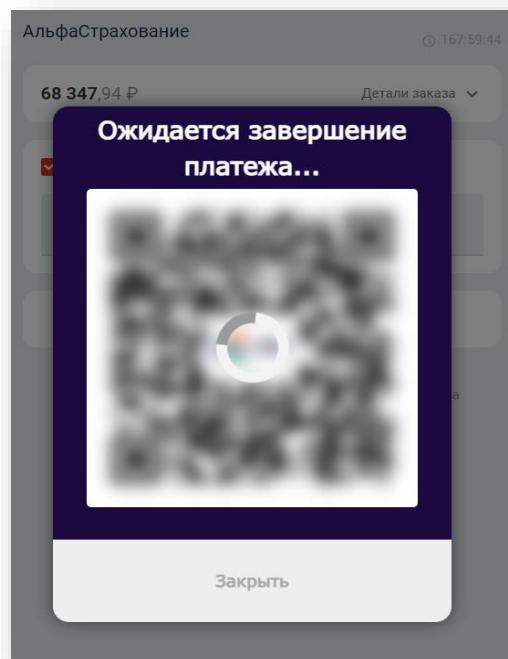 АльфаСтрахование
167:59:44
68 347,94 ₽
Детали заказа
Ожидается завершение
платежа...
а
Закрыть